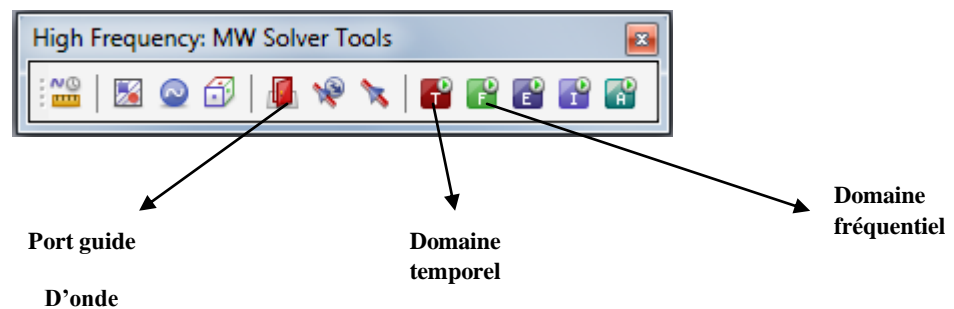 High Frequency: MW Solver Tools
T F E I A
Port guide
D’onde
Domaine
temporel
Domaine
fréquentiel